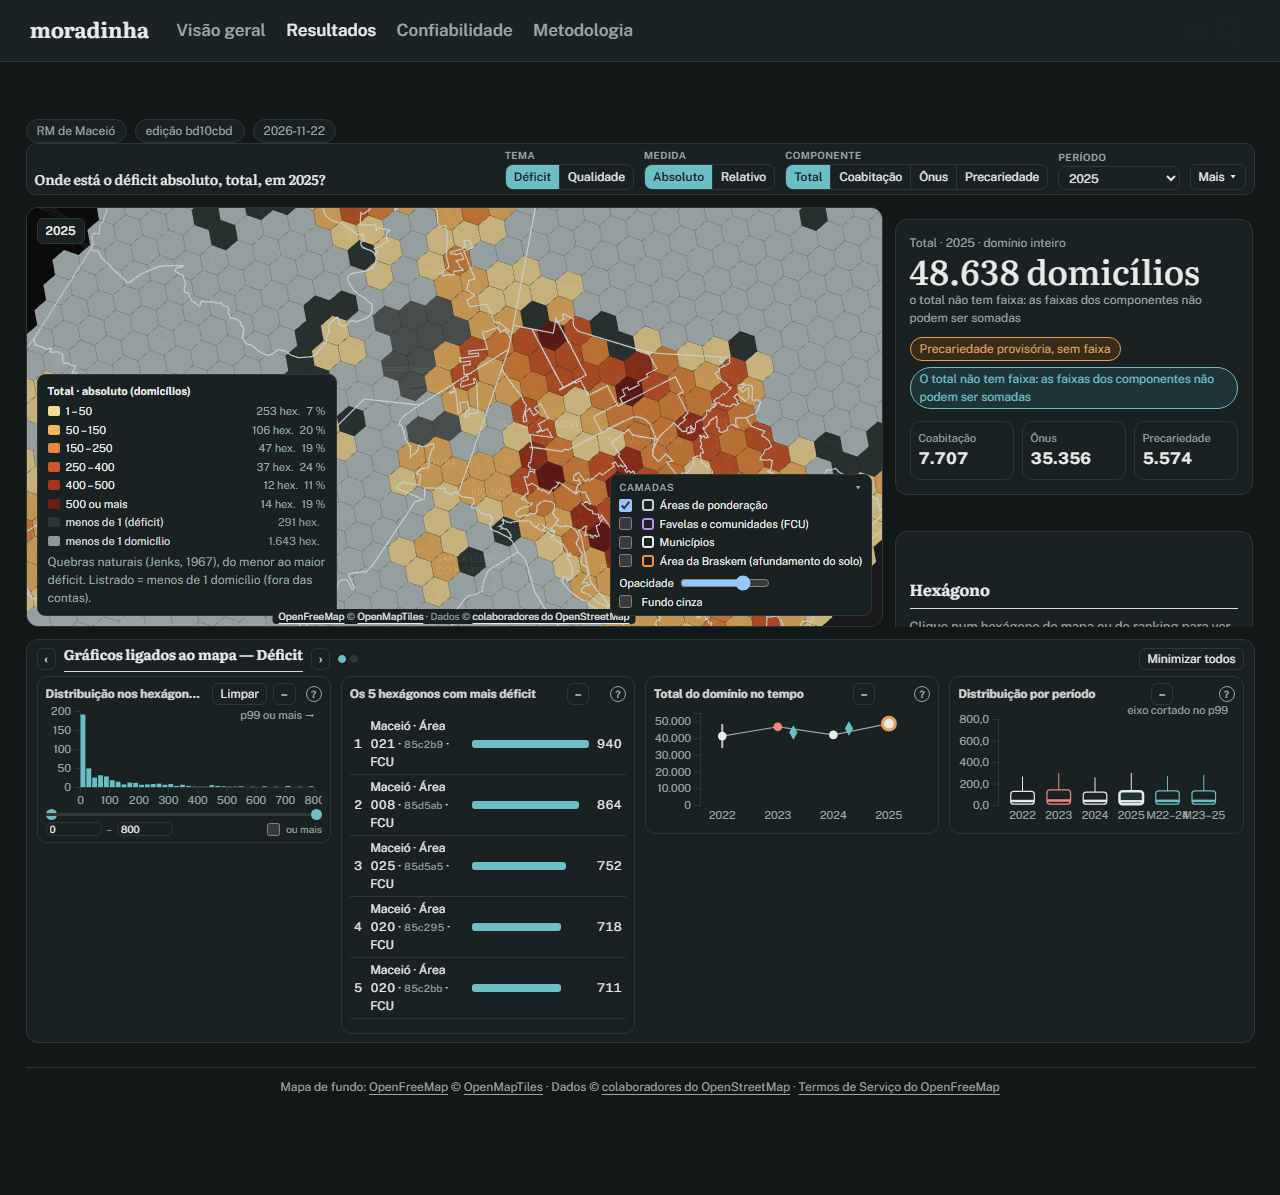 moradinha Visão geral Resultados Confiabilidade Metodologia
RM de Maceió edição bd10cbd 2026-11-22
Onde está o déficit absoluto, total, em 2025?
TEMA
Déficit Qualidade
MEDIDA
Absoluto Relativo
COMPONENTE
Total Coabitação Ônus Precariedade
PERÍODO
2025
Mais
2025
Total · absoluto (domicílios)
1–50 253 hex. 7 %
50–150 106 hex. 20 %
150–250 47 hex. 19 %
250–400 37 hex. 24 %
400–500 12 hex. 11 %
500 ou mais 14 hex. 19 %
menos de 1 (déficit) 291 hex.
menos de 1 domicílio 1.643 hex.
Quebras naturais (Jenks, 1967), do menor ao maior
déficit. Listrado = menos de 1 domicílio (fora das
contas).
CAMADAS
Áreas de ponderação
Favelas e comunidades (FCU)
Municípios
Área da Braskem (afundamento do solo)
Opacidade
Fundo cinza
OpenFreeMap © OpenMapTiles · Dados © colaboradores do OpenStreetMap
Total · 2025 · domínio inteiro
48.638 domicílios
o total não tem faixa: as faixas dos componentes não
podem ser somadas
Precariedade provisória, sem faixa
O total não tem faixa: as faixas dos componentes não
podem ser somadas
Coabitação
7.707
Ônus
35.356
Precariedade
5.574
Hexágono
Clique num hexágono do mapa ou do ranking para ver
‹ Gráficos ligados ao mapa — Déficit › Minimizar todos
Distribuição nos hexágon... Limpar – ?
p99 ou mais →
200
150
100
50
0
0 100 200 300 400 500 600 700 800
0 – 800 ou mais
Os 5 hexágonos com mais déficit – ?
1 Maceió · Área
021 · 85c2b9 ·
FCU
940
2 Maceió · Área
008 · 85d5ab ·
FCU
864
3 Maceió · Área
025 · 85d5a5 ·
FCU
752
4 Maceió · Área
020 · 85c295 ·
FCU
718
5 Maceió · Área
020 · 85c2bb ·
FCU
711
Total do domínio no tempo – ?
50.000
40.000
30.000
20.000
10.000
0
2022 2023 2024 2025
Distribuição por período – ?
eixo cortado no p99
800,0
600,0
400,0
200,0
0,0
2022 2023 2024 2025 M22–24 M23–25
Mapa de fundo: OpenFreeMap © OpenMapTiles · Dados © colaboradores do OpenStreetMap · Termos de Serviço do OpenFreeMap